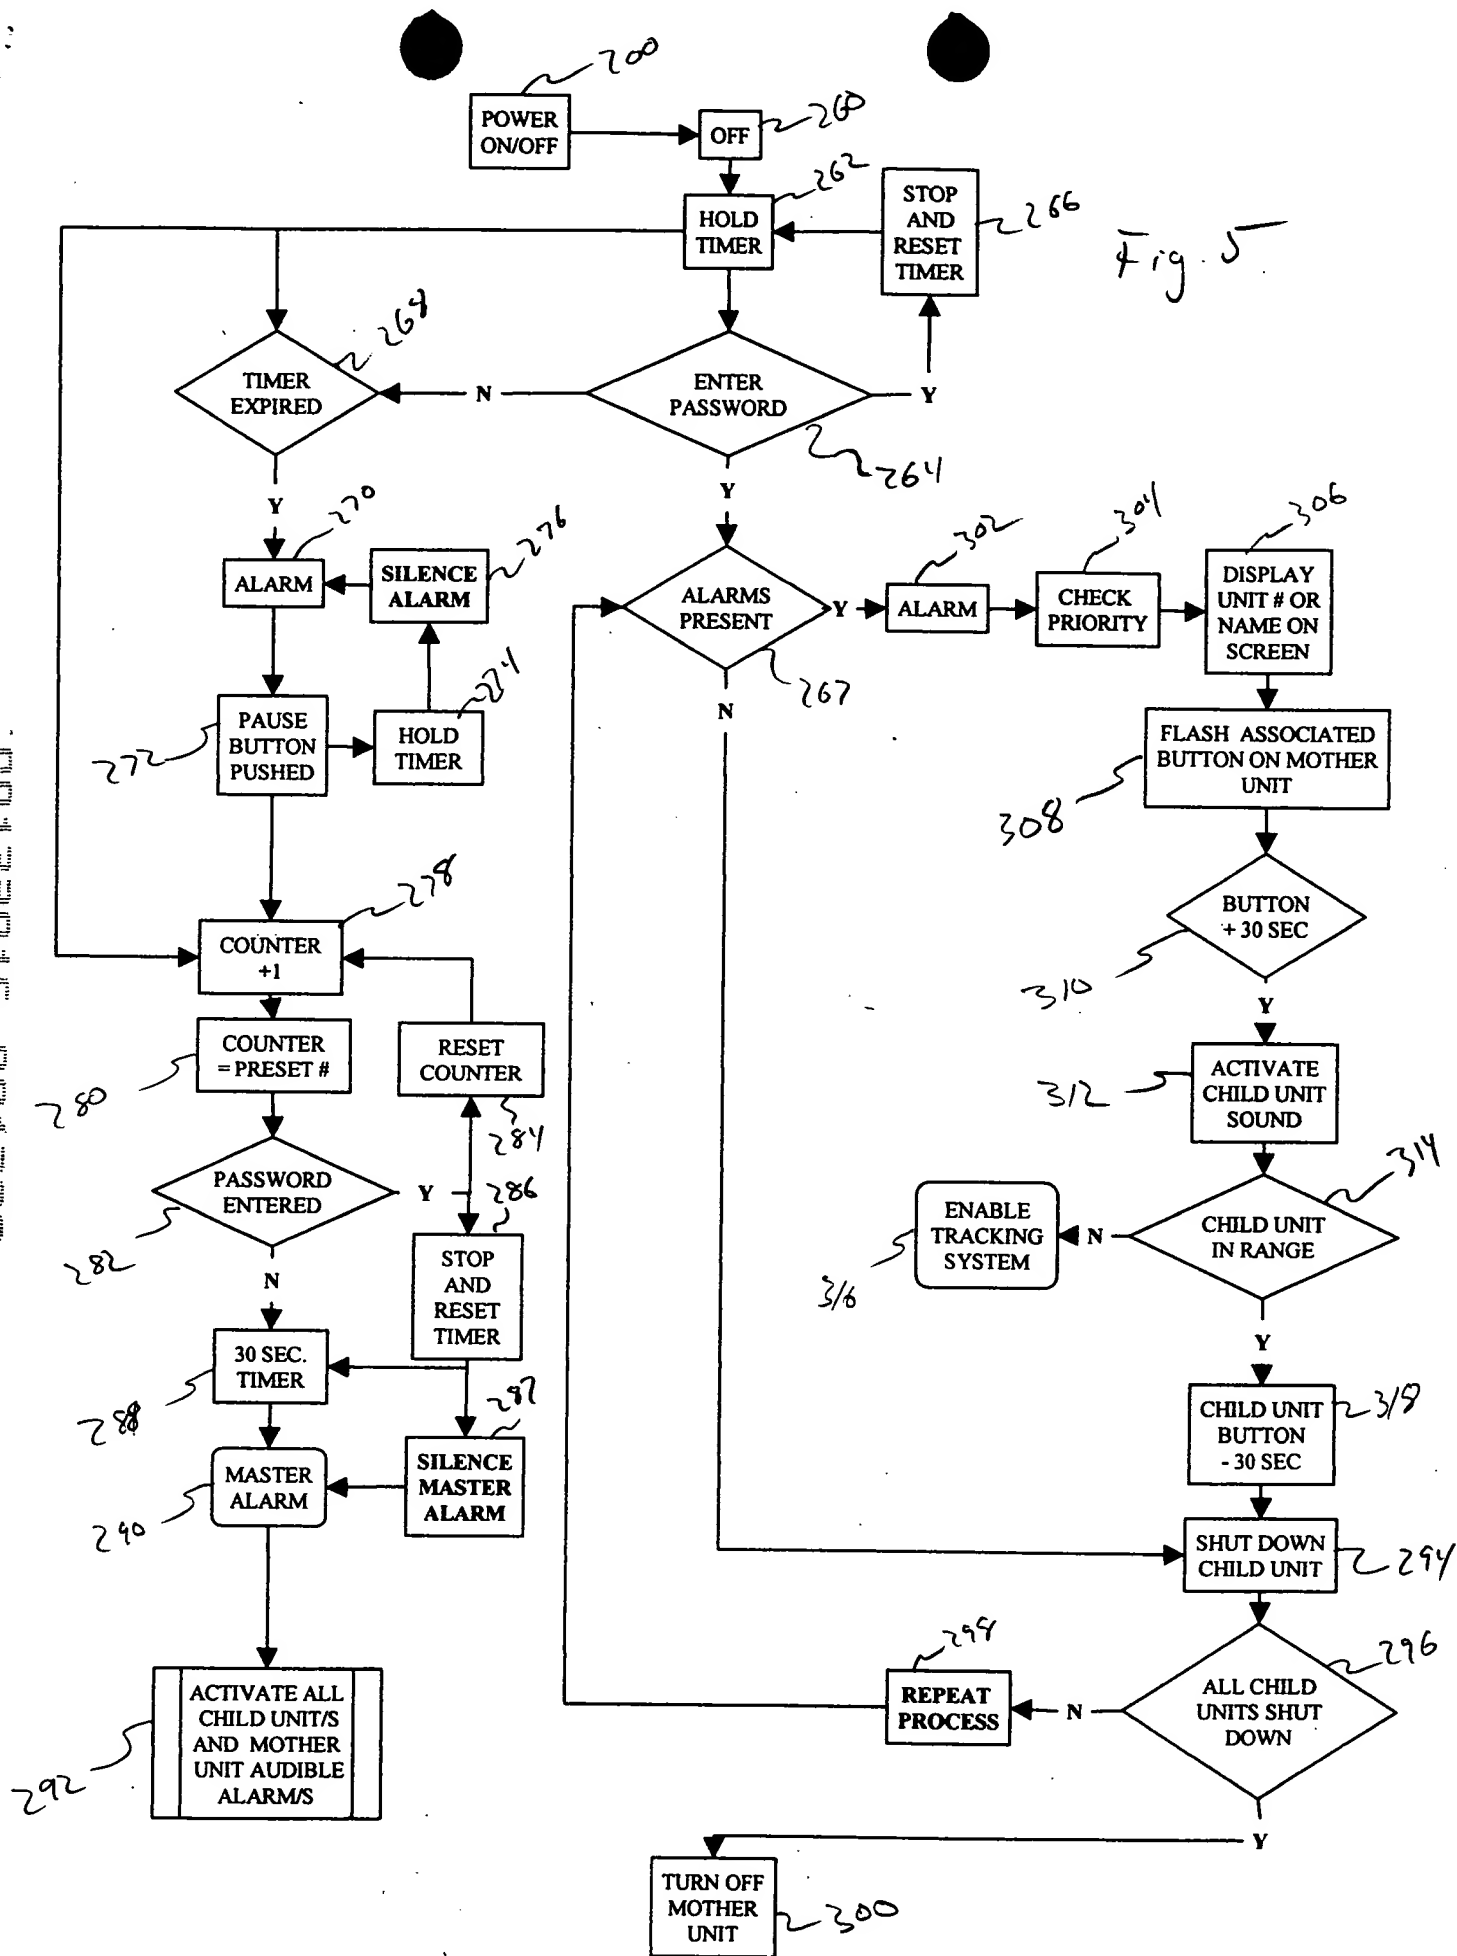 200
POWER
ON/OFF
OFF
260
262
HOLD
TIMER
STOP
AND
RESET
TIMER
266
Fig. 5
268
TIMER
EXPIRED
N
ENTER
PASSWORD
Y
264
Y
270
ALARM
276
SILENCE
ALARM
274
PAUSE
BUTTON
PUSHED
272
HOLD
TIMER
Y
ALARMS
PRESENT
267
Y
302
ALARM
304
CHECK
PRIORITY
306
DISPLAY
UNIT # OR
NAME ON
SCREEN
N
FLASH ASSOCIATED
BUTTON ON MOTHER
UNIT
308
BUTTON
+ 30 SEC
310
Y
278
COUNTER
+1
COUNTER
= PRESET #
280
RESET
COUNTER
284
PASSWORD
ENTERED
282
Y
286
STOP
AND
RESET
TIMER
N
30 SEC.
TIMER
288
287
MASTER
ALARM
290
SILENCE
MASTER
ALARM
ACTIVATE ALL
CHILD UNIT/S
AND MOTHER
UNIT AUDIBLE
ALARM/S
292
ACTIVATE
CHILD UNIT
SOUND
312
314
CHILD UNIT
IN RANGE
N
ENABLE
TRACKING
SYSTEM
316
Y
CHILD UNIT
BUTTON
- 30 SEC
318
SHUT DOWN
CHILD UNIT
294
296
ALL CHILD
UNITS SHUT
DOWN
N
298
REPEAT
PROCESS
Y
TURN OFF
MOTHER
UNIT
300